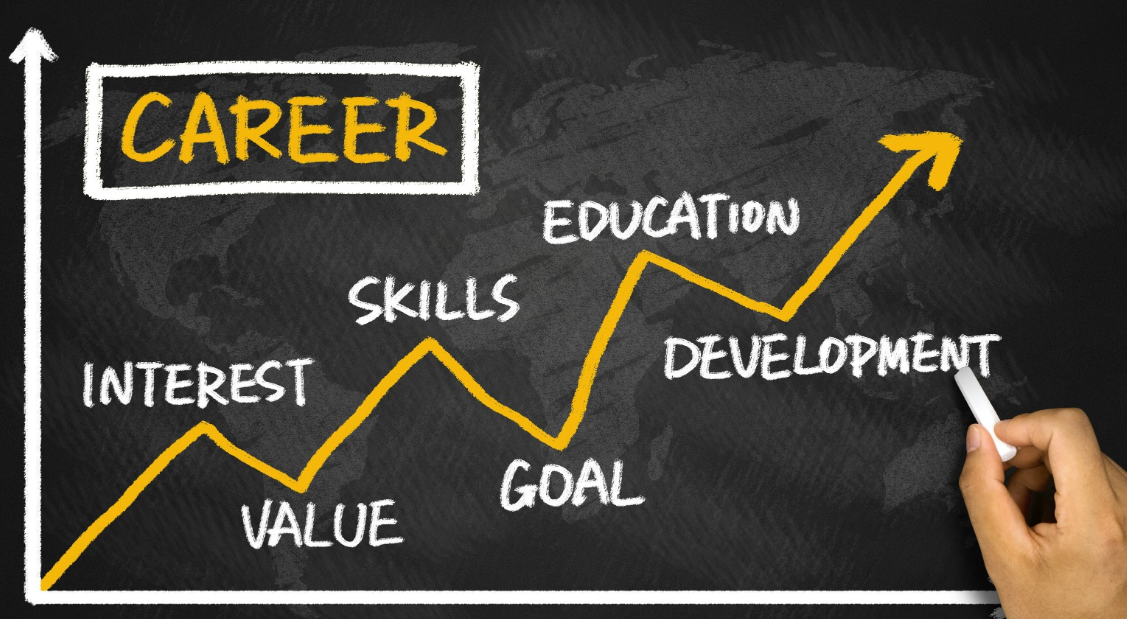 CAREER
EDUCATION
SKILLS
DEVELOPMENT
INTEREST
GOAL
VALUE